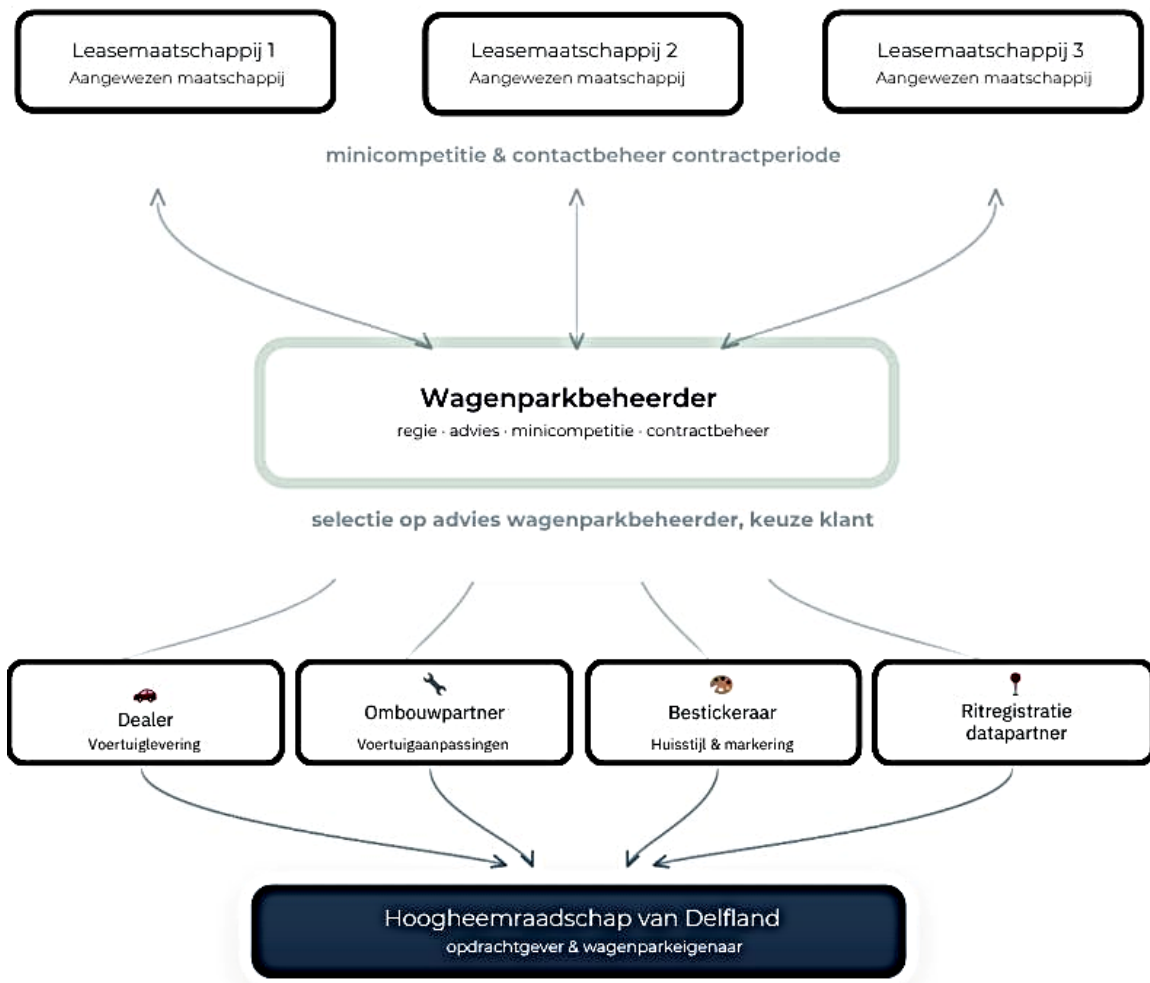 Leasemaatschappij 1
Aangewezen maatschappij
Leasemaatschappij 2
Aangewezen maatschappij
Leasemaatschappij 3
Aangewezen maatschappij
minicompetitie & contactbeheer contractperiode
Wagenparkbeheerder
regie · advies · minicompetitie · contractbeheer
selectie op advies wagenparkbeheerder, keuze klant
Dealer
Voertuiglevering
Ombouwpartner
Voertuigaanpassingen
Bestickeraar
Huisstijl & markering
Ritregistratie
datapartner
Hoogheemraadschap van Delfland
opdrachtgever & wagenparkeigenaar